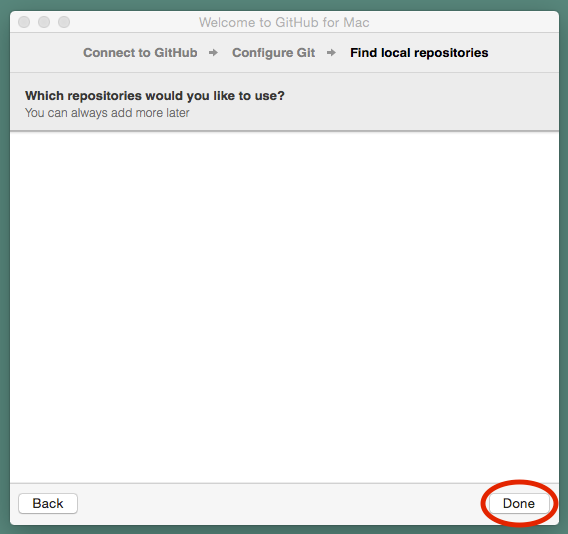 Welcome to GitHub for Mac
Connect to GitHub → Configure Git → Find local repositories
Which repositories would you like to use?
You can always add more later
Back
Done